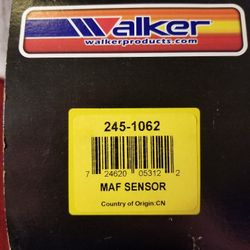 Walker
walkerproducts.com
245-1062
7 24620 05312 2
MAF SENSOR
Country of Origin:CN